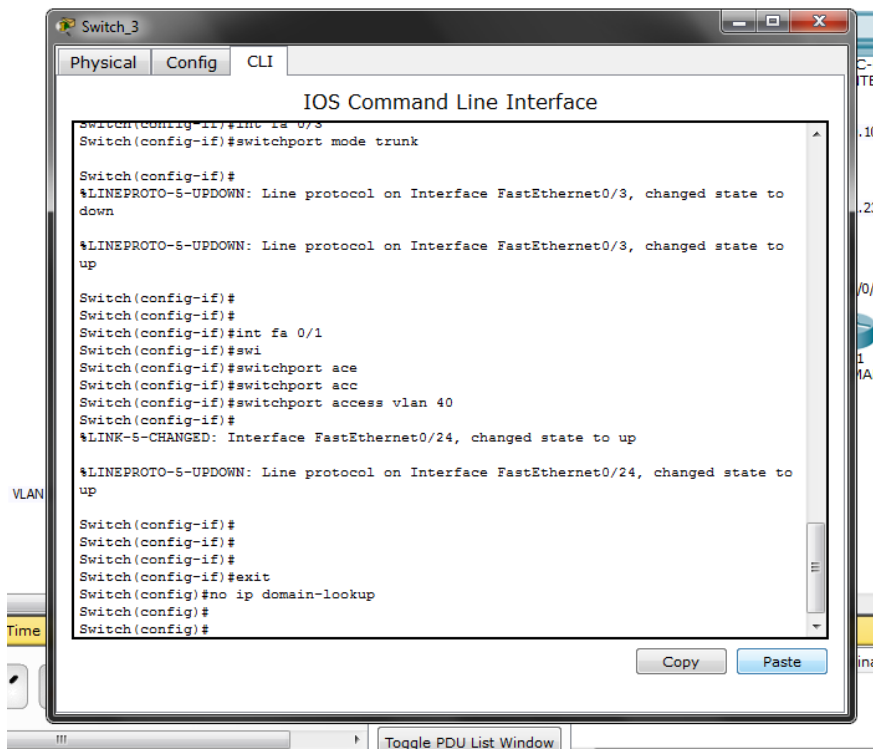 Switch_3
Physical Config CLI
IOS Command Line Interface
Switch(config-if)#int fa 0/3
Switch(config-if)#switchport mode trunk
Switch(config-if)#
%LINEPROTO-5-UPDOWN: Line protocol on Interface FastEthernet0/3, changed state to
down
%LINEPROTO-5-UPDOWN: Line protocol on Interface FastEthernet0/3, changed state to
up
Switch(config-if)#
Switch(config-if)#
Switch(config-if)#int fa 0/1
Switch(config-if)#swi
Switch(config-if)#switchport ace
Switch(config-if)#switchport acc
Switch(config-if)#switchport access vlan 40
Switch(config-if)#
%LINK-5-CHANGED: Interface FastEthernet0/24, changed state to up
%LINEPROTO-5-UPDOWN: Line protocol on Interface FastEthernet0/24, changed state to
up
Switch(config-if)#
Switch(config-if)#
Switch(config-if)#
Switch(config-if)#exit
Switch(config)#no ip domain-lookup
Switch(config)#
Switch(config)#
Copy Paste
VLAN
Time
Toggle PDU List Window